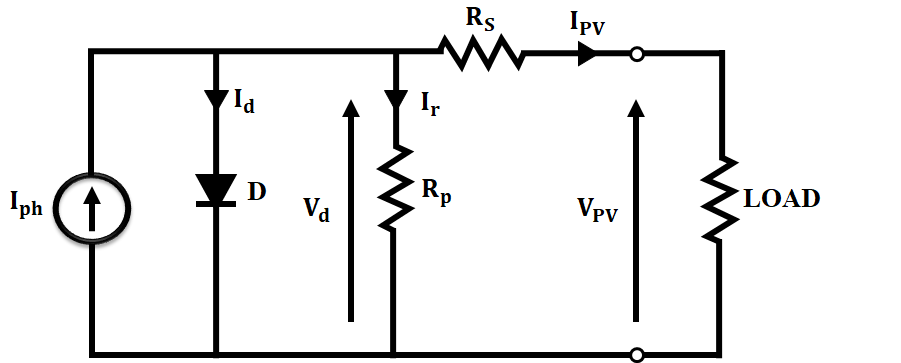 R_S
I_PV
I_d
I_r
I_ph
D
V_d
R_p
V_PV
LOAD